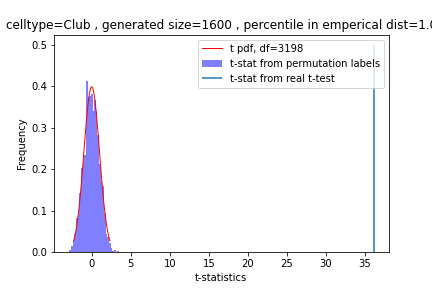 celltype=Club , generated size=1600 , percentile in emperical dist=1.0
t pdf, df=3198
t-stat from permutation labels
t-stat from real t-test
Frequency
0.5
0.4
0.3
0.2
0.1
0.0
0 5 10 15 20 25 30 35
t-statistics